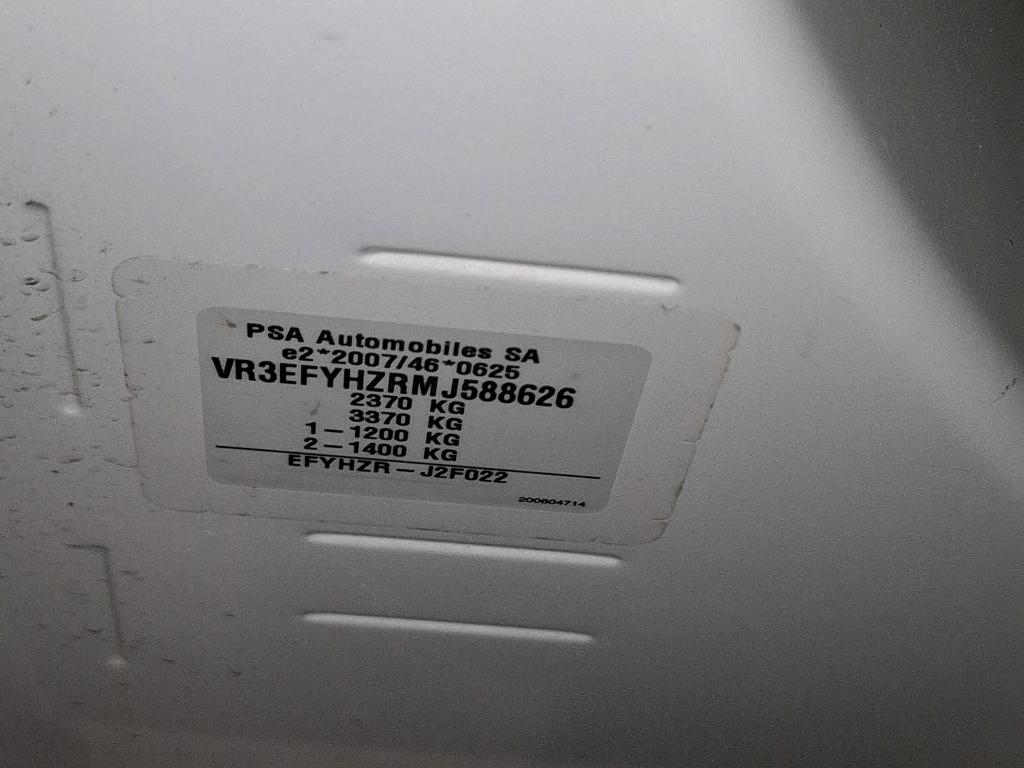 PSA Automobiles SA
e2*2007/46*0625
VR3EFYHZRMJ588626
2370 KG
3370 KG
1-1200 KG
2-1400 KG
EFYHZR-J2F022
200604714